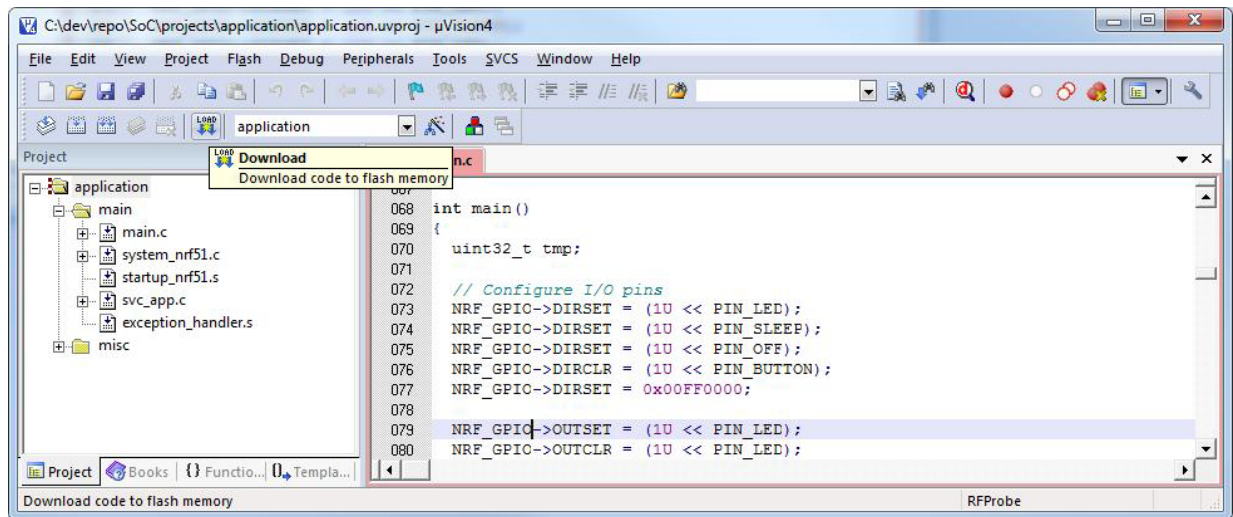 C:\dev\repo\SoC\projects\application\application.uvproj - µVision4
File Edit View Project Flash Debug Peripherals Tools SVCS Window Help
LOAD application
Project
LOAD Download
Download code to flash memory
n.c
application
main
main.c
system_nrf51.c
startup_nrf51.s
svc_app.c
exception_handler.s
misc
067
068 int main()
069 {
070 uint32_t tmp;
071
072 // Configure I/O pins
073 NRF_GPIO->DIRSET = (1U << PIN_LED);
074 NRF_GPIO->DIRSET = (1U << PIN_SLEEP);
075 NRF_GPIO->DIRSET = (1U << PIN_OFF);
076 NRF_GPIO->DIRCLR = (1U << PIN_BUTTON);
077 NRF_GPIO->DIRSET = 0x00FF0000;
078
079 NRF_GPIO->OUTSET = (1U << PIN_LED);
080 NRF_GPIO->OUTCLR = (1U << PIN_LED);
Project Books {} Functio... 0 Templa...
Download code to flash memory RFProbe